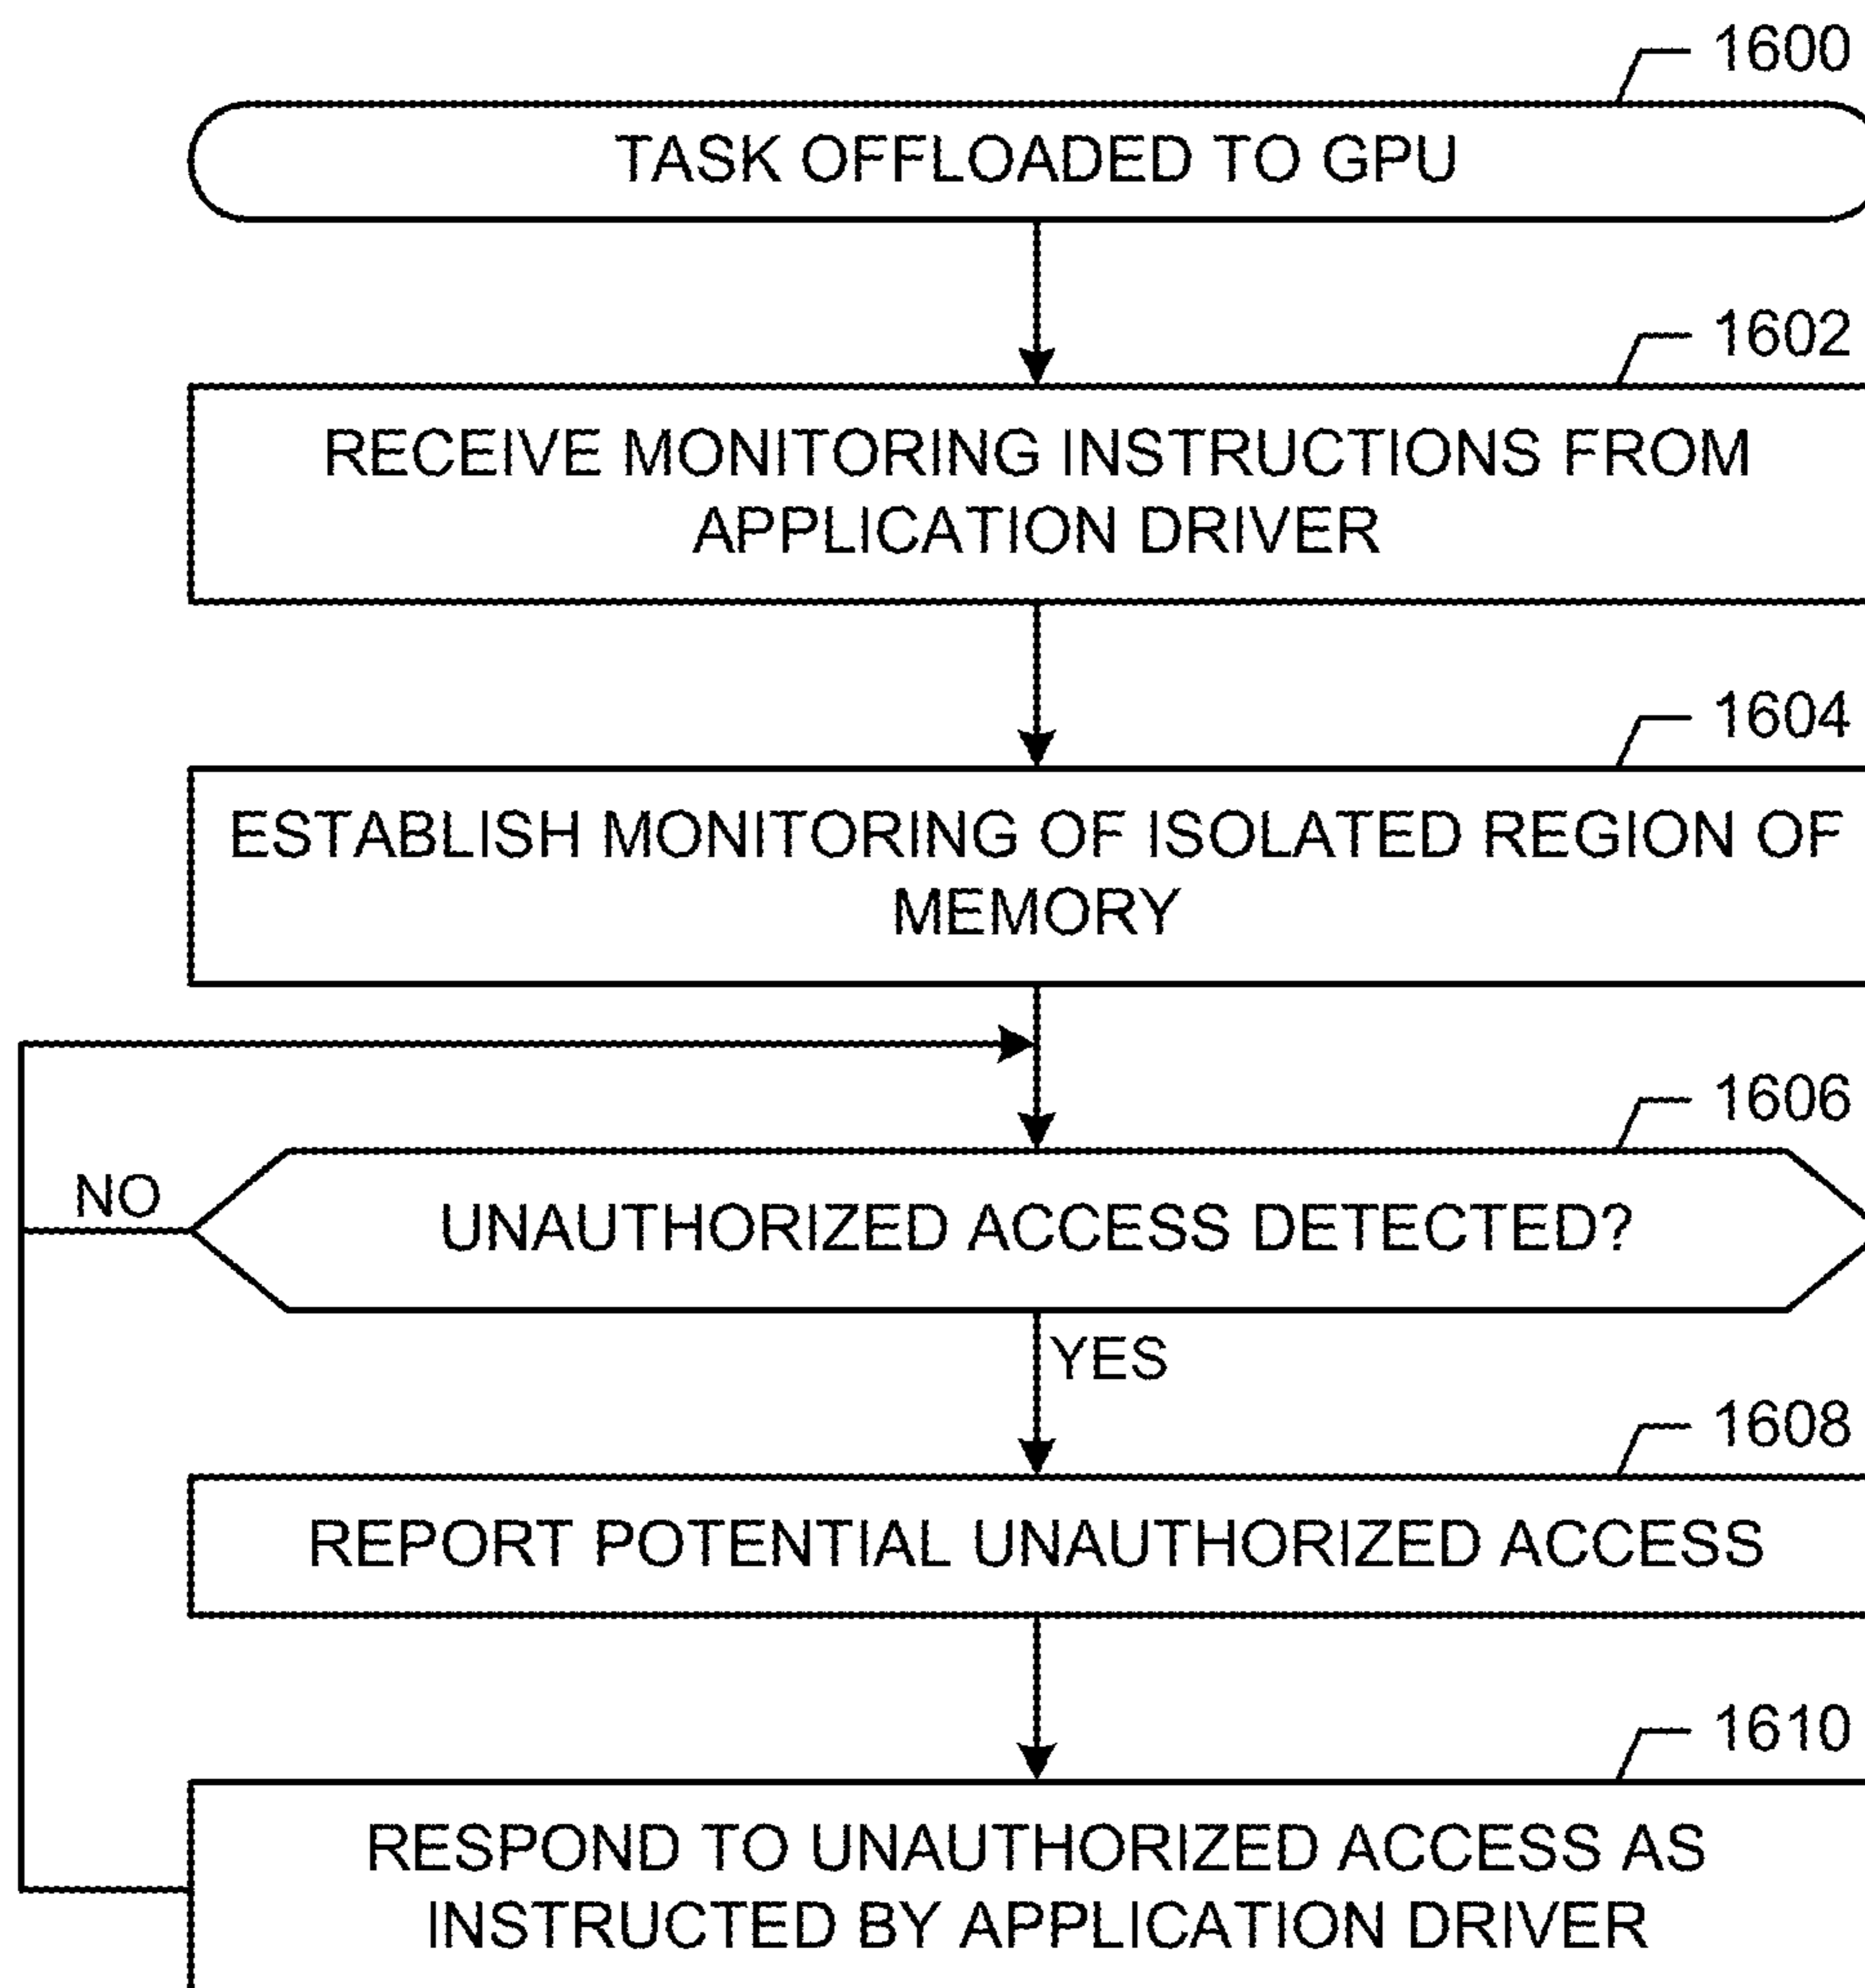 1600
TASK OFFLOADED TO GPU
1602
RECEIVE MONITORING INSTRUCTIONS FROM
APPLICATION DRIVER
1604
ESTABLISH MONITORING OF ISOLATED REGION OF
MEMORY
1606
NO
UNAUTHORIZED ACCESS DETECTED?
YES
1608
REPORT POTENTIAL UNAUTHORIZED ACCESS
1610
RESPOND TO UNAUTHORIZED ACCESS AS
INSTRUCTED BY APPLICATION DRIVER